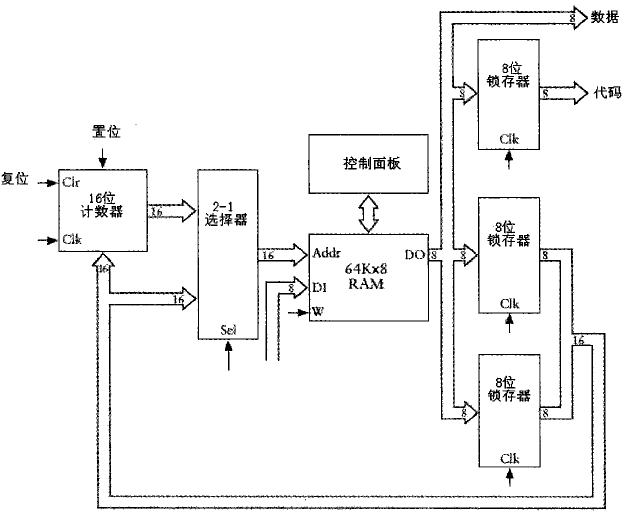 8
数据
8位
锁存器
8
8
代码
Clk
置位
复位
Clr
16位
计数器
Clk
16
2-1
选择器
Sel
16
16
16
控制面板
Addr
DO
64K×8
RAM
DI
W
8
8
8
8位
锁存器
8
Clk
16
8
8位
锁存器
8
Clk